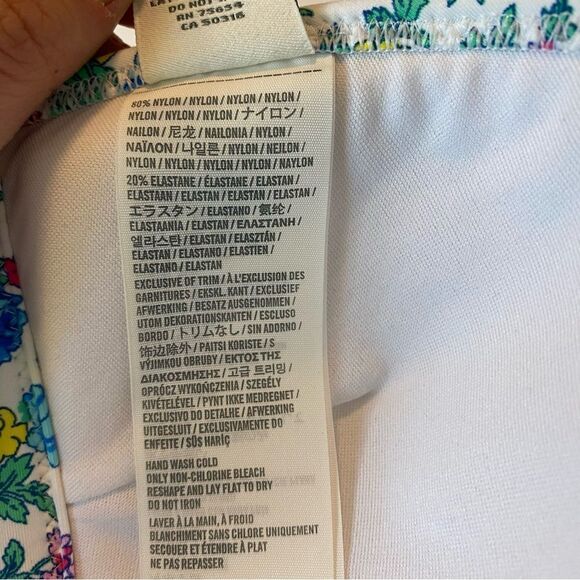 DO NOT
RN 75654
CA 50316
80% NYLON / NYLON / NYLON / NYLON /
NYLON / NYLON / NYLON / ナイロン /
NAILON / 尼龙 / NAILONIA / NYLON /
ΝΑΪΛΟΝ / 나일론 / NYLON / NEILON /
NYLON / NYLON / NYLON / NYLON / NAYLON
20% ELASTANE / ÉLASTANE / ELASTAN /
ELASTAAN / ELASTAN / ELASTAN / ELASTAN /
エラスタン / ELASTANO / 氨纶 /
ELASTAANIA / ELASTAN / ΕΛΑΣΤΑΝΗ /
엘라스탄 / ELASTAN / ELASZTÁN /
ELASTAN / ELASTANO / ELASTIEN /
ELASTANO / ELASTAN
EXCLUSIVE OF TRIM / À L'EXCLUSION DES
GARNITURES / EKSKL. KANT / EXCLUSIEF
AFWERKING / BESATZ AUSGENOMMEN /
UTOM DEKORATIONSKANTEN / ESCLUSO
BORDO / トリムなし / SIN ADORNO /
饰边除外 / PAITSI KORISTE / S
VÝJIMKOU OBRUBY / ΕΚΤΟΣ ΤΗΣ
ΔΙΑΚΟΣΜΗΣΗΣ / 고급 트리밍 /
OPRÓCZ WYKOŃCZENIA / SZEGÉLY
KIVÉTELÉVEL / PYNT IKKE MEDREGNET /
EXCLUSIVO DO DETALHE / AFWERKING
UITGESLUIT / EXCLUSIVAMENTE DO
ENFEITE / SÜS HARİÇ
HAND WASH COLD
ONLY NON-CHLORINE BLEACH
RESHAPE AND LAY FLAT TO DRY
DO NOT IRON
LAVER À LA MAIN, À FROID
BLANCHIMENT SANS CHLORE UNIQUEMENT
SECOUER ET ÉTENDRE À PLAT
NE PAS REPASSER